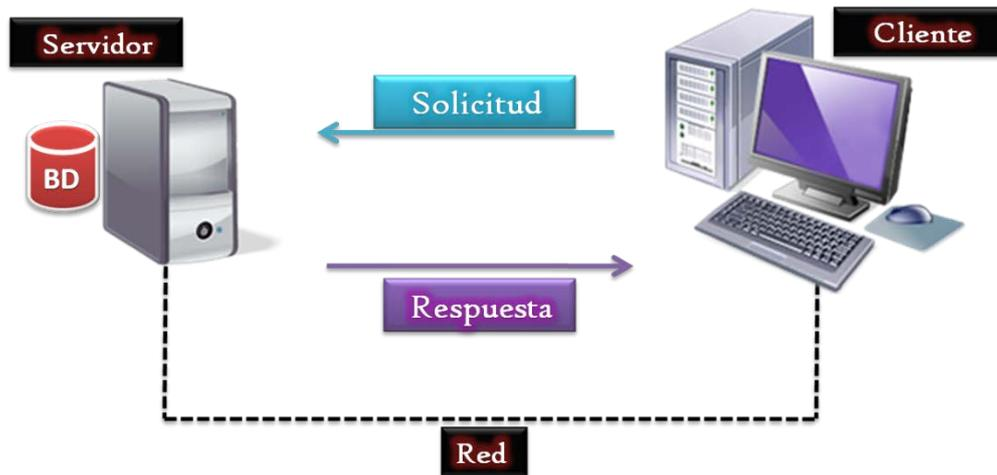 Servidor
Cliente
Solicitud
BD
Respuesta
Red